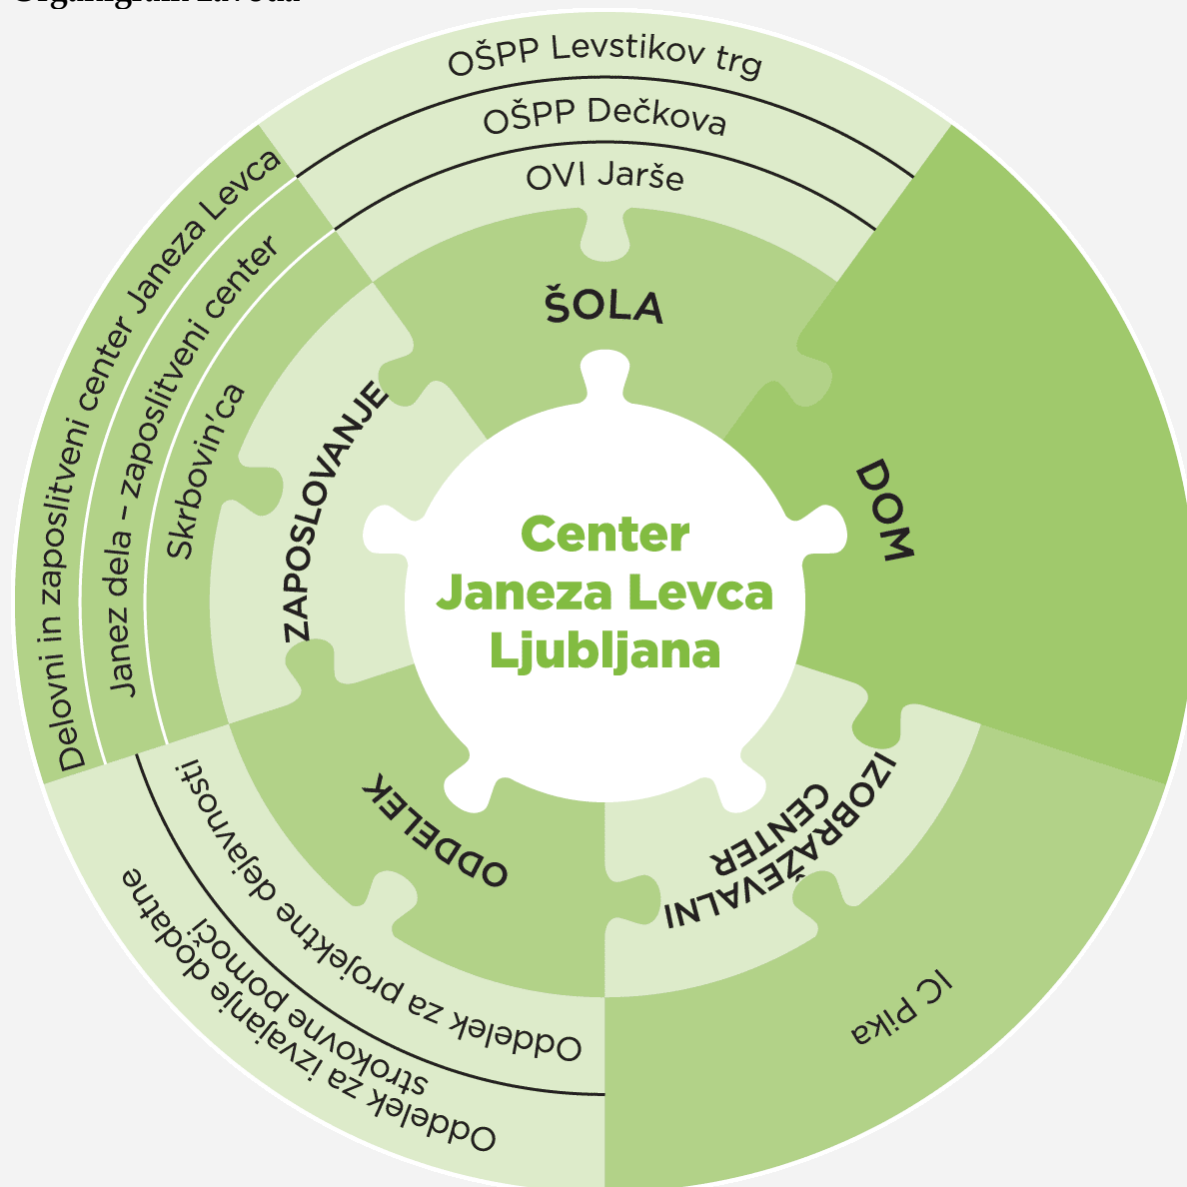 Organigram zavoda
OŠPP Levstikov trg
OŠPP Dečkova
OVI Jarše
ŠOLA
DOM
IZOBRAŽEVALNI
CENTER
IC Pika
ODDELEK
Oddelek za projektne dejavnosti
Oddelek za izvajanje dodatne
strokovne pomoči
ZAPOSLOVANJE
Skrbovin'ca
Janez dela – zaposlitveni center
Delovni in zaposlitveni center Janeza Levca
Center
Janeza Levca
Ljubljana